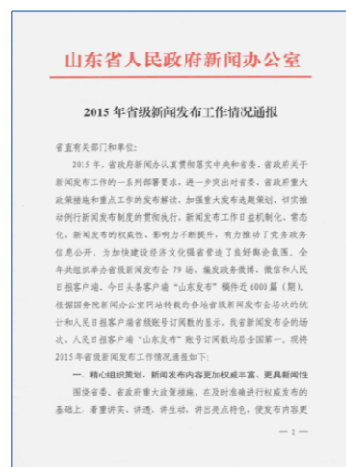 山东省人民政府新闻办公室
2015年省级新闻发布工作情况通报
省直有关部门和单位:
2015年,省政府新闻办认真贯彻落实中央和省委、省政府关于
新闻发布工作的一系列部署要求,进一步突出对省委、省政府重大
政策措施和重点工作的发布解读,加强重大发布选题策划,切实推
动例行新闻发布制度的贯彻执行,新闻发布工作日益机制化、常态
化,新闻发布的权威性、影响力不断提升,有力推动了党务政务
信息公开,为加快建设经济文化强省营造了良好舆论氛围。全
年共组织举办省级新闻发布会79场,编发政务微博、微信和人民
日报客户端、今日头条客户端“山东发布”稿件近6000篇(期)。
根据国务院新闻办公室网站转载的各地省级新闻发布会场次的统
计和人民日报客户端省级账号订阅数的显示,我省新闻发布会的场
次、人民日报客户端“山东发布”账号订阅数均居全国第一。现将
2015年省级新闻发布工作情况通报如下:
一、精心组织策划,新闻发布内容更加权威丰富、更具新闻性
围绕省委、省政府重大政策措施,在及时准确进行权威发布的
基础上,着重讲实、讲透、讲生动,讲出亮点特色,使发布内容更
— 1 —